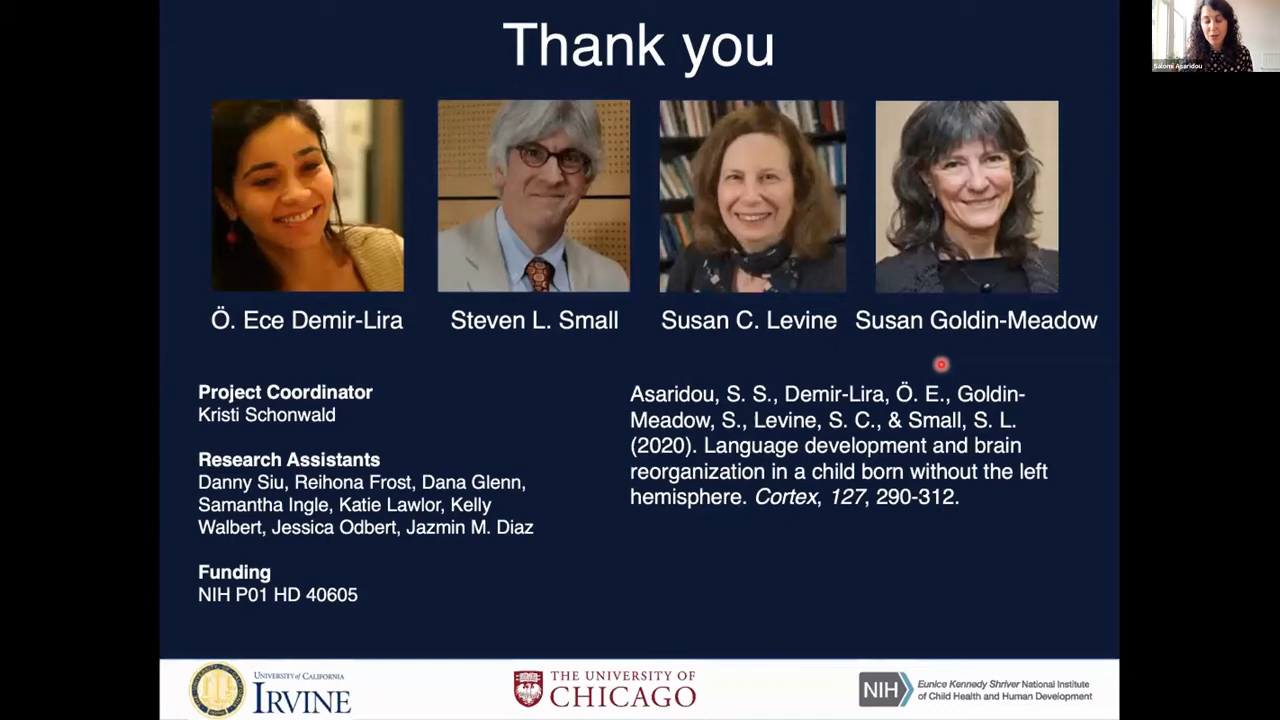 Thank you
Salomi Asaridou
Ö. Ece Demir-Lira
Steven L. Small
Susan C. Levine
Susan Goldin-Meadow
Project Coordinator
Kristi Schonwald
Research Assistants
Danny Siu, Reihona Frost, Dana Glenn,
Samantha Ingle, Katie Lawlor, Kelly
Walbert, Jessica Odbert, Jazmin M. Diaz
Funding
NIH P01 HD 40605
Asaridou, S. S., Demir-Lira, Ö. E., Goldin-
Meadow, S., Levine, S. C., & Small, S. L.
(2020). Language development and brain
reorganization in a child born without the left
hemisphere. Cortex, 127, 290-312.
UNIVERSITY OF CALIFORNIA
IRVINE
THE UNIVERSITY OF
CHICAGO
NIH
Eunice Kennedy Shriver National Institute
of Child Health and Human Development